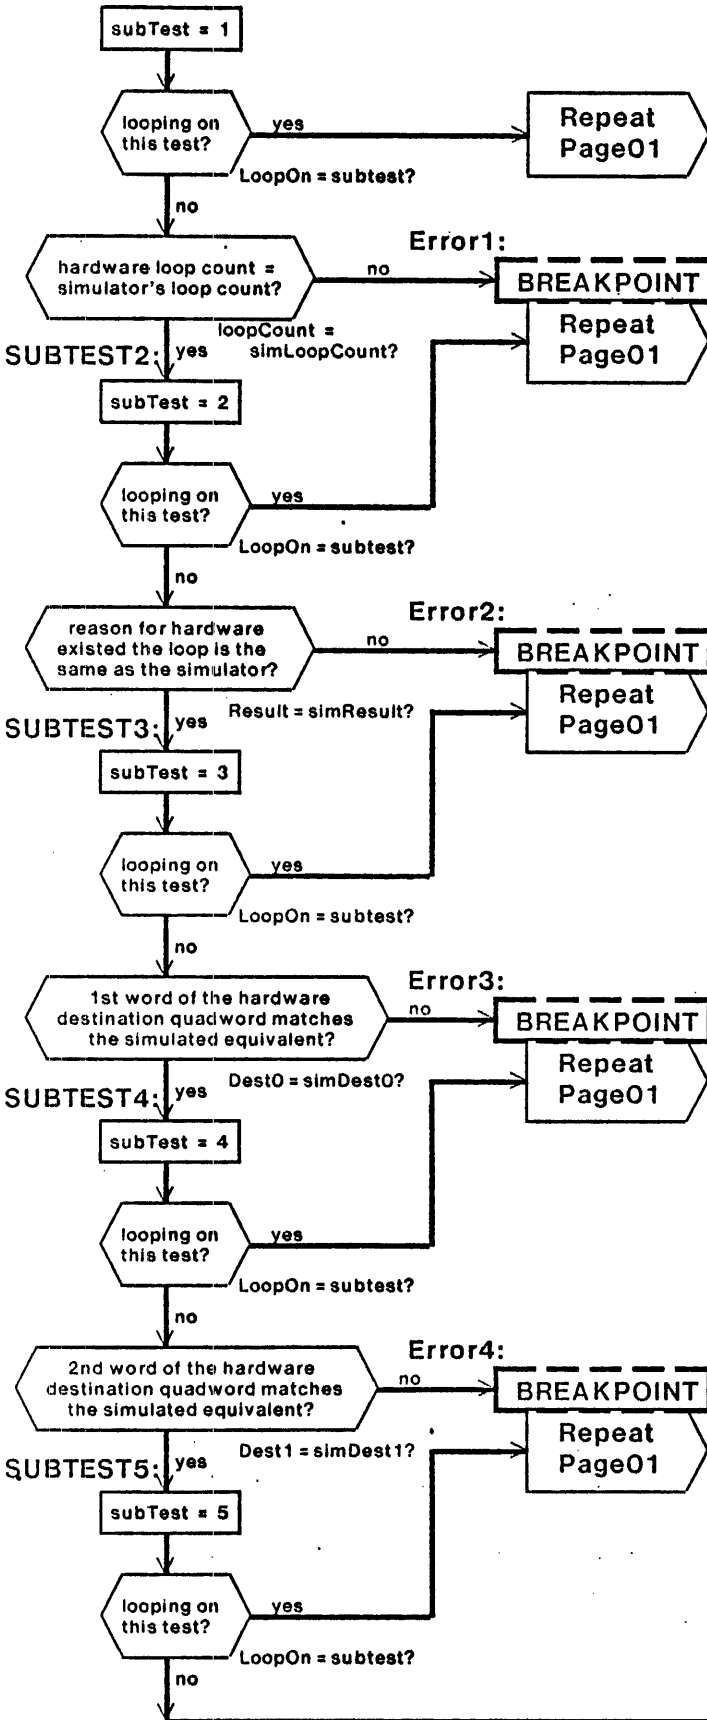 subTest = 1
looping on
this test?
yes
Repeat
Page01
LoopOn = subtest?
no
Error1:
hardware loop count =
simulator's loop count?
no
BREAKPOINT
Repeat
Page01
loopCount =
simLoopCount?
SUBTEST2:
yes
subTest = 2
looping on
this test?
yes
LoopOn = subtest?
no
Error2:
reason for hardware
existed the loop is the
same as the simulator?
no
BREAKPOINT
Repeat
Page01
Result = simResult?
SUBTEST3:
yes
subTest = 3
looping on
this test?
yes
LoopOn = subtest?
no
Error3:
1st word of the hardware
destination quadword matches
the simulated equivalent?
no
BREAKPOINT
Repeat
Page01
Dest0 = simDest0?
SUBTEST4:
yes
subTest = 4
looping on
this test?
yes
LoopOn = subtest?
no
Error4:
2nd word of the hardware
destination quadword matches
the simulated equivalent?
no
BREAKPOINT
Repeat
Page01
Dest1 = simDest1?
SUBTEST5:
yes
subTest = 5
looping on
this test?
yes
LoopOn = subtest?
no